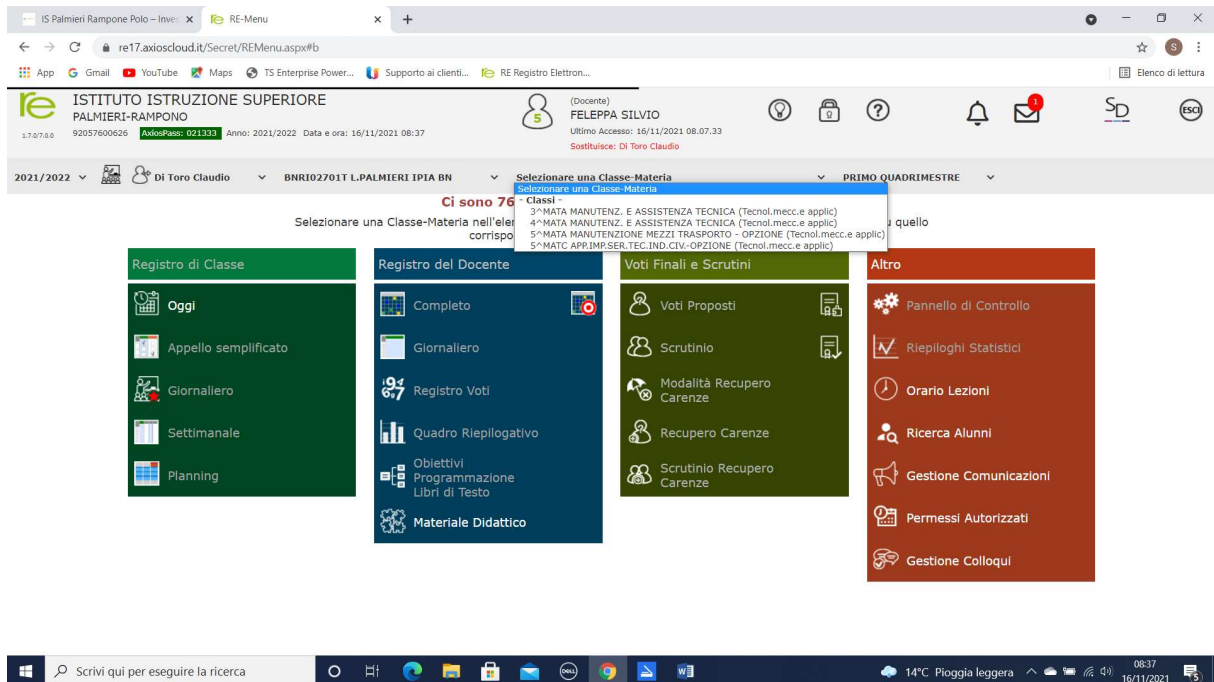 IS Palmieri Rampone Polo – Inves
RE-Menu
re17.axioscloud.it/Secret/REMenu.aspx#b
S
App
Gmail
YouTube
Maps
TS Enterprise Power...
Supporto ai clienti...
RE Registro Elettron...
Elenco di lettura
re
1.7.0/7.0.0
ISTITUTO ISTRUZIONE SUPERIORE
PALMIERI-RAMPONO
92057600626 AxiosPass: 021333 Anno: 2021/2022 Data e ora: 16/11/2021 08:37
5
(Docente)
FELEPPA SILVIO
Ultimo Accesso: 16/11/2021 08.07.33
Sostituisce: Di Toro Claudio
?
1
SD
ESCI
2021/2022
Di Toro Claudio
BNRI02701T L.PALMIERI IPIA BN
Selezionare una Classe-Materia
PRIMO QUADRIMESTRE
Selezionare una Classe-Materia
- Classi -
3^MATA MANUTENZ. E ASSISTENZA TECNICA (Tecnol.mecc.e applic)
4^MATA MANUTENZ. E ASSISTENZA TECNICA (Tecnol.mecc.e applic)
5^MATA MANUTENZIONE MEZZI TRASPORTO - OPZIONE (Tecnol.mecc.e applic)
5^MATC APP.IMP.SER.TEC.IND.CIV.-OPZIONE (Tecnol.mecc.e applic)
Ci sono 76
Selezionare una Classe-Materia nell'eler
quello
corrispo
Registro di Classe
Oggi
Appello semplificato
Giornaliero
Settimanale
Planning
Registro del Docente
Completo
Giornaliero
Registro Voti
Quadro Riepilogativo
Obiettivi
Programmazione
Libri di Testo
Materiale Didattico
Voti Finali e Scrutini
Voti Proposti
Scrutinio
Modalità Recupero
Carenze
Recupero Carenze
Scrutinio Recupero
Carenze
Altro
Pannello di Controllo
Riepiloghi Statistici
Orario Lezioni
Ricerca Alunni
Gestione Comunicazioni
Permessi Autorizzati
Gestione Colloqui
Scrivi qui per eseguire la ricerca
DELL
14°C Pioggia leggera
08:37
16/11/2021
5